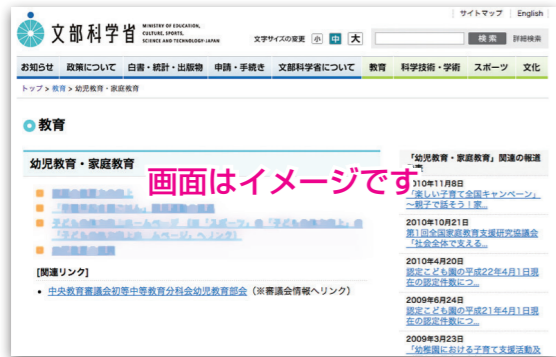 サイトマップ
English
文部科学省
MINISTRY OF EDUCATION,
CULTURE, SPORTS,
SCIENCE AND TECHNOLOGY-JAPAN
文字サイズの変更 小 中 大
検索 詳細検索
お知らせ 政策について 白書・統計・出版物 申請・手続き 文部科学省について 教育 科学技術・学術 スポーツ 文化
トップ > 教育 > 幼児教育・家庭教育
教育
幼児教育・家庭教育
画面はイメージです
[関連リンク]
• 中央教育審議会初等中等教育分科会幼児教育部会（※審議会情報へリンク）
「幼児教育・家庭教育」関連の報道
2010年11月8日
「楽しい子育て全国キャンペーン」
～親子で話そう！家...
2010年10月21日
第1回全国家庭教育支援研究協議会
「社会全体で支える...
2010年4月20日
認定こども園の平成22年4月1日現
在の認定件数につ...
2009年6月24日
認定こども園の平成21年4月1日現
在の認定件数につ...
2009年3月23日
「幼稚園における子育て支援活動及